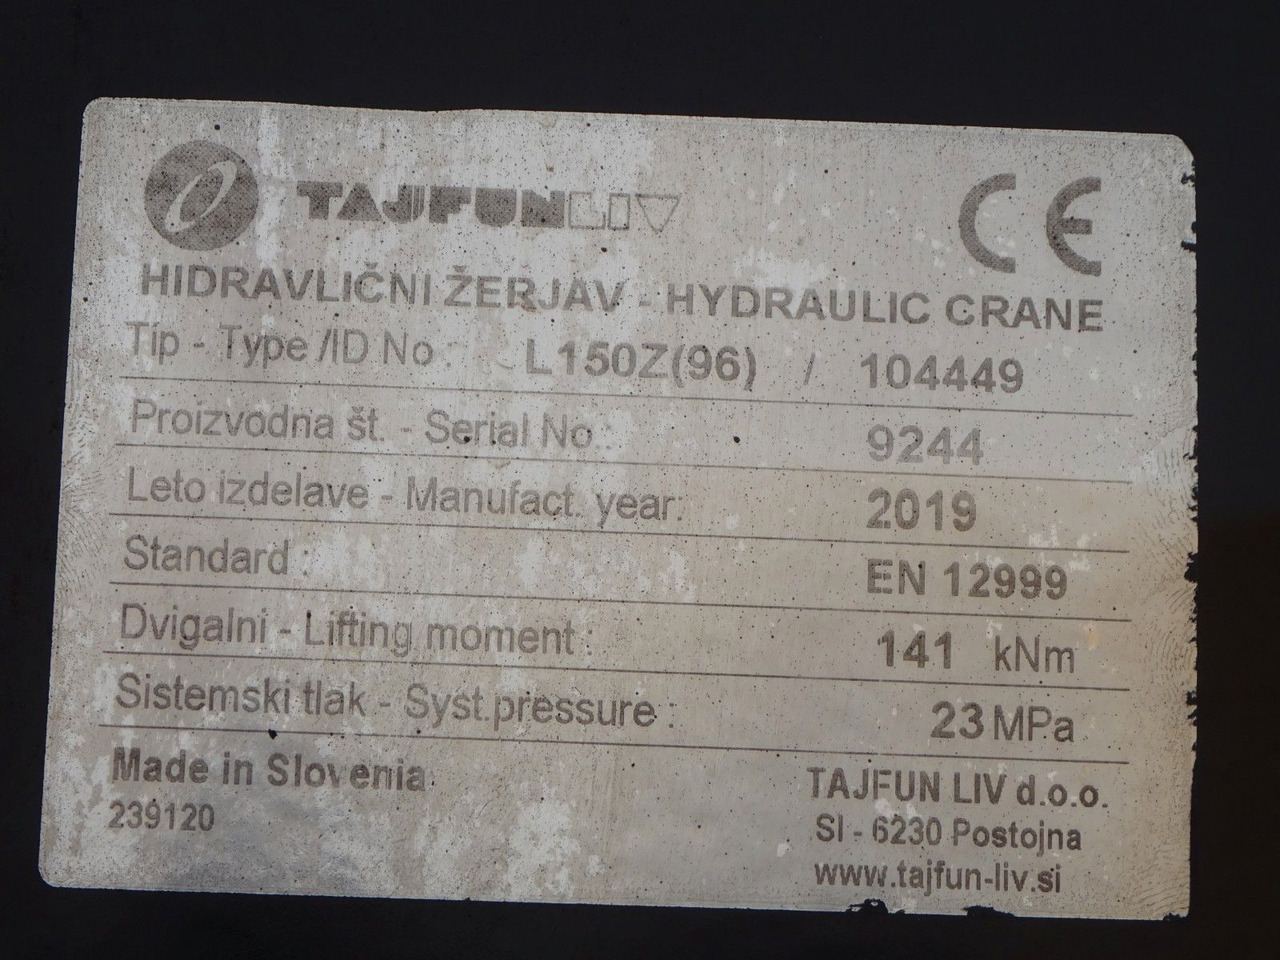 TAJFUN LIV CE
HIDRAVLIČNI ŽERJAV - HYDRAULIC CRANE
Tip - Type /ID No : L150Z(96) / 104449
Proizvodna št. - Serial No.: 9244
Leto izdelave - Manufact. year: 2019
Standard : EN 12999
Dvigalni - Lifting moment : 141 kNm
Sistemski tlak - Syst.pressure : 23 MPa
Made in Slovenia
239120
TAJFUN LIV d.o.o.
SI - 6230 Postojna
www.tajfun-liv.si